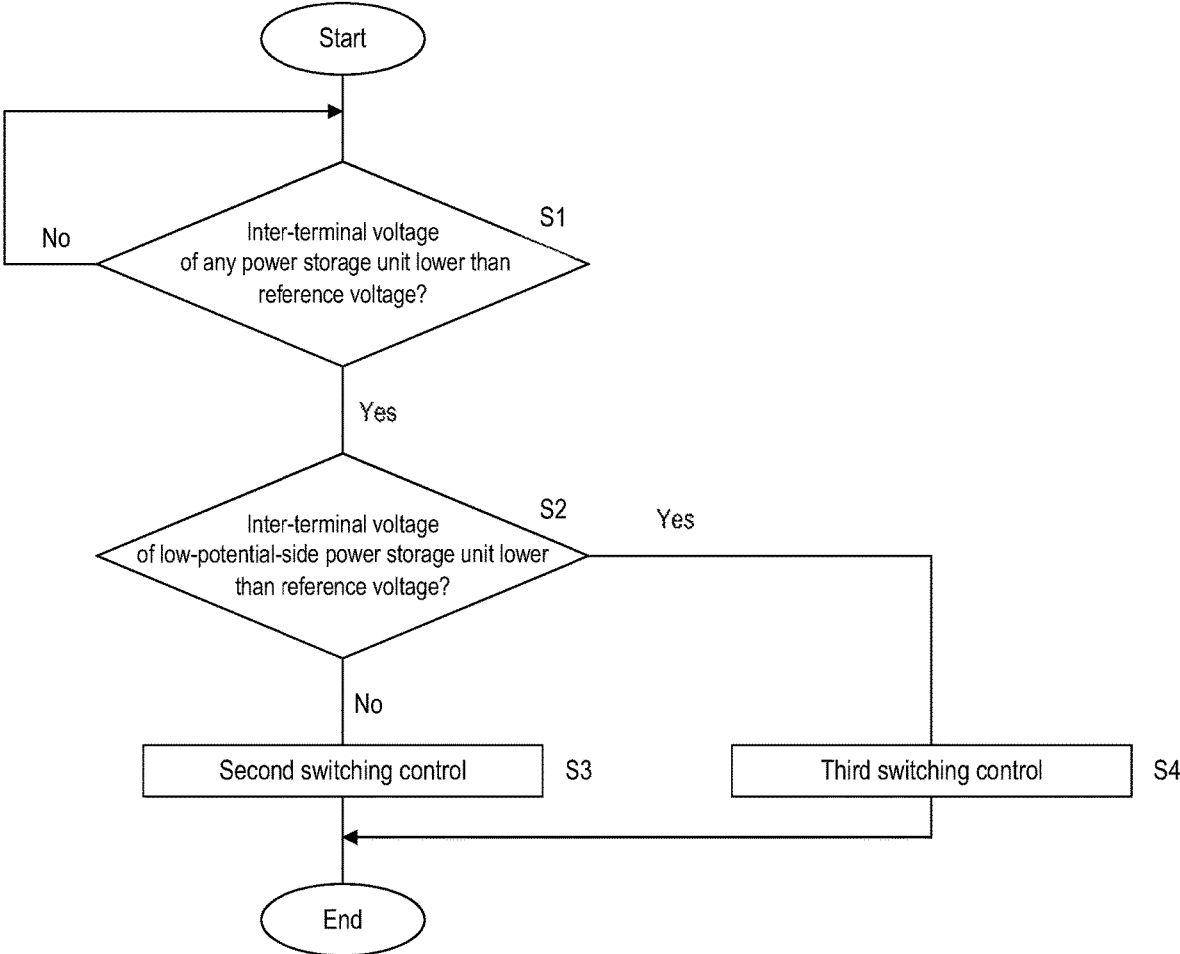 Start
Inter-terminal voltage
of any power storage unit lower than
reference voltage?
S1
No
Yes
Inter-terminal voltage
of low-potential-side power storage unit lower
than reference voltage?
S2
Yes
No
Second switching control
S3
Third switching control
S4
End